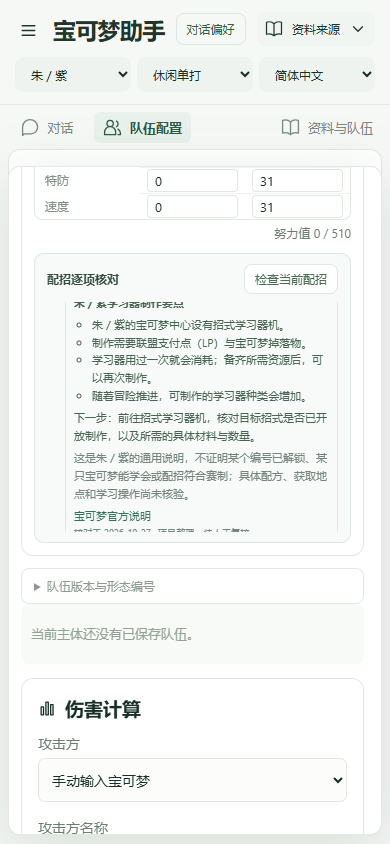 宝可梦助手
对话偏好
资料来源
朱 / 紫
休闲单打
简体中文
对话
队伍配置
资料与队伍
特防 0 31
速度 0 31
努力值 0 / 510
配招逐项核对
检查当前配招
朱 / 紫学习器制作要点
朱 / 紫的宝可梦中心设有招式学习器机。
制作需要联盟支付点（LP）与宝可梦掉落物。
学习器用过一次就会消耗；备齐所需资源后，可
以再次制作。
随着冒险推进，可制作的学习器种类会增加。
下一步：前往招式学习器机，核对目标招式是否已开
放制作，以及所需的具体材料与数量。
这是朱 / 紫的通用说明，不证明某个编号已解锁、某
只宝可梦能学会或配招符合赛制；具体配方、获取地
点和学习操作尚未核验。
宝可梦官方说明
队伍版本与形态编号
当前主体还没有已保存队伍。
伤害计算
攻击方
手动输入宝可梦
攻击方名称